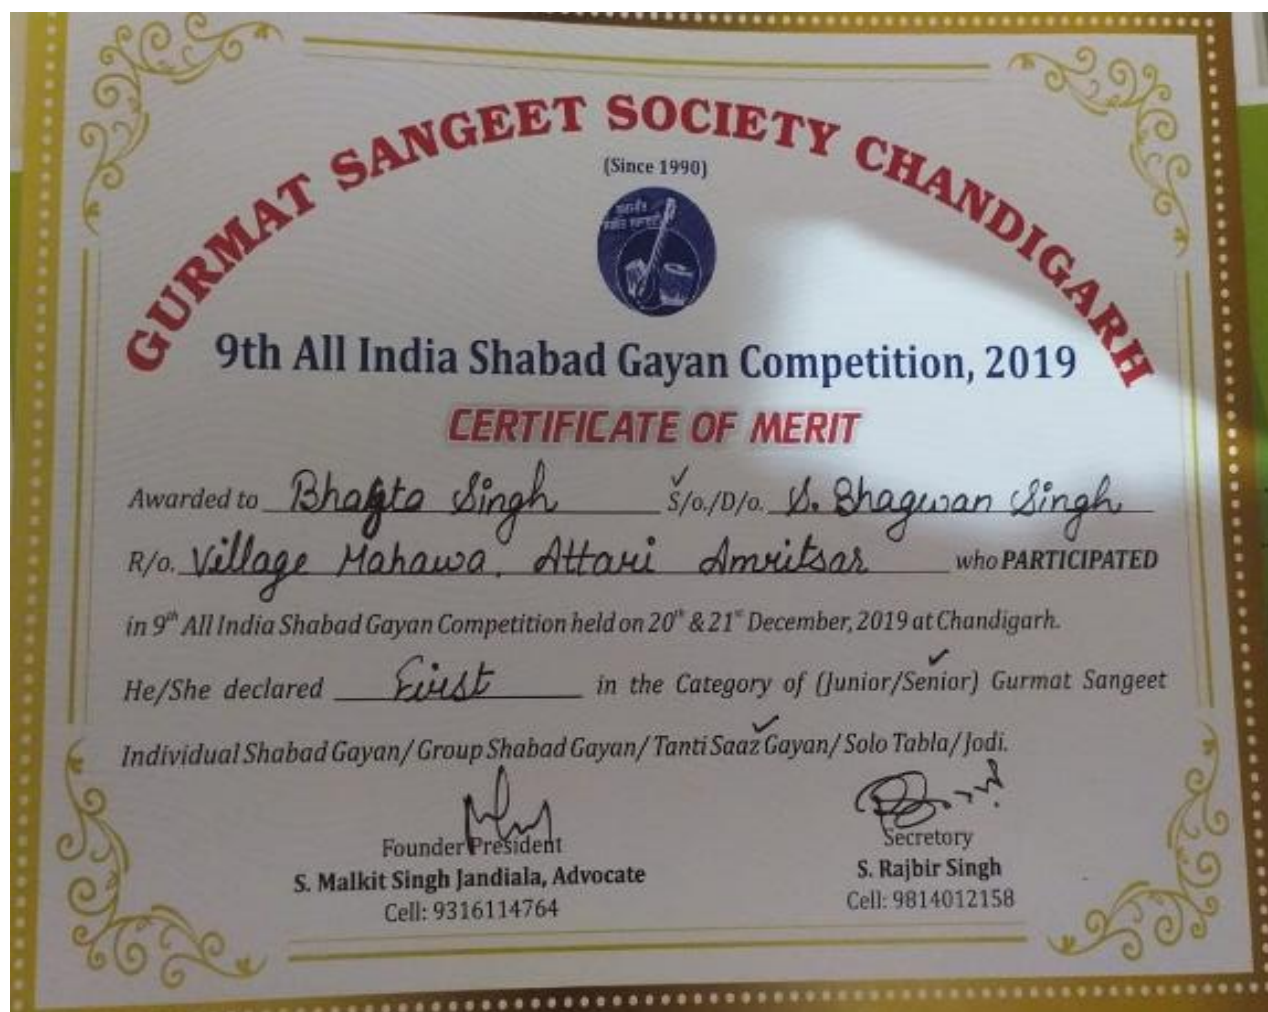 GURMAT SANGEET SOCIETY CHANDIGARH
(Since 1990)
9th All India Shabad Gayan Competition, 2019
CERTIFICATE OF MERIT
Awarded to Bhagta Singh ✓ S/o./D/o. S. Bhagwan Singh
R/o. Village Mahawa, Attari Amritsar who PARTICIPATED
in 9th All India Shabad Gayan Competition held on 20th & 21st December, 2019 at Chandigarh.
He/She declared First in the Category of (Junior/Senior) ✓ Gurmat Sangeet
Individual Shabad Gayan/ Group Shabad Gayan/ Tanti Saaz ✓ Gayan/ Solo Tabla/ Jodi.
Founder President
S. Malkit Singh Jandiala, Advocate
Cell: 9316114764
Secretory
S. Rajbir Singh
Cell: 9814012158